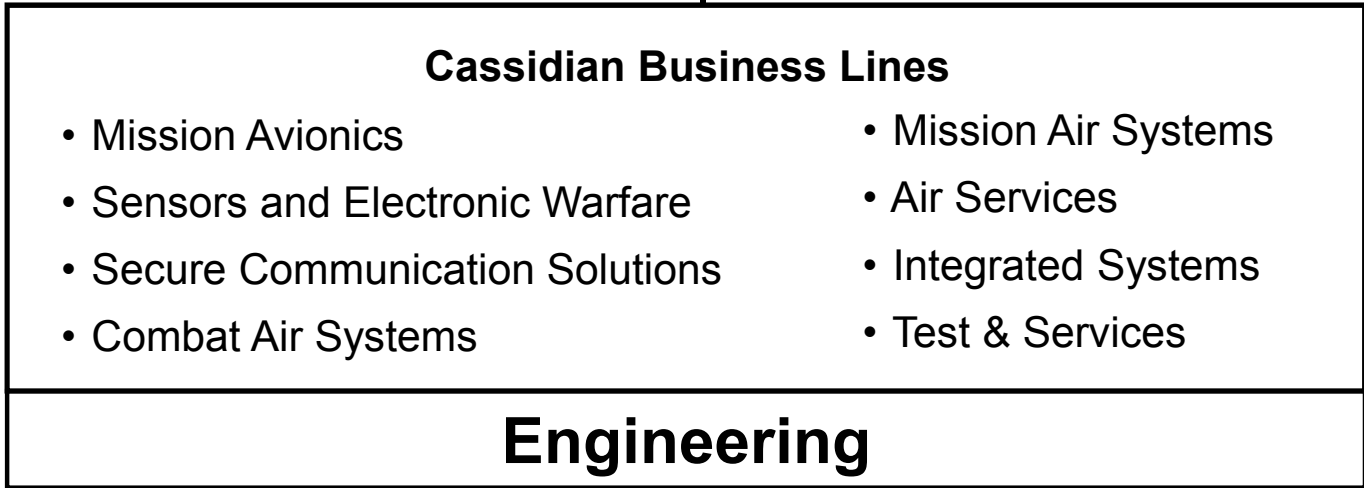 Cassidian Business Lines
• Mission Avionics
• Sensors and Electronic Warfare
• Secure Communication Solutions
• Combat Air Systems
• Mission Air Systems
• Air Services
• Integrated Systems
• Test & Services
Engineering